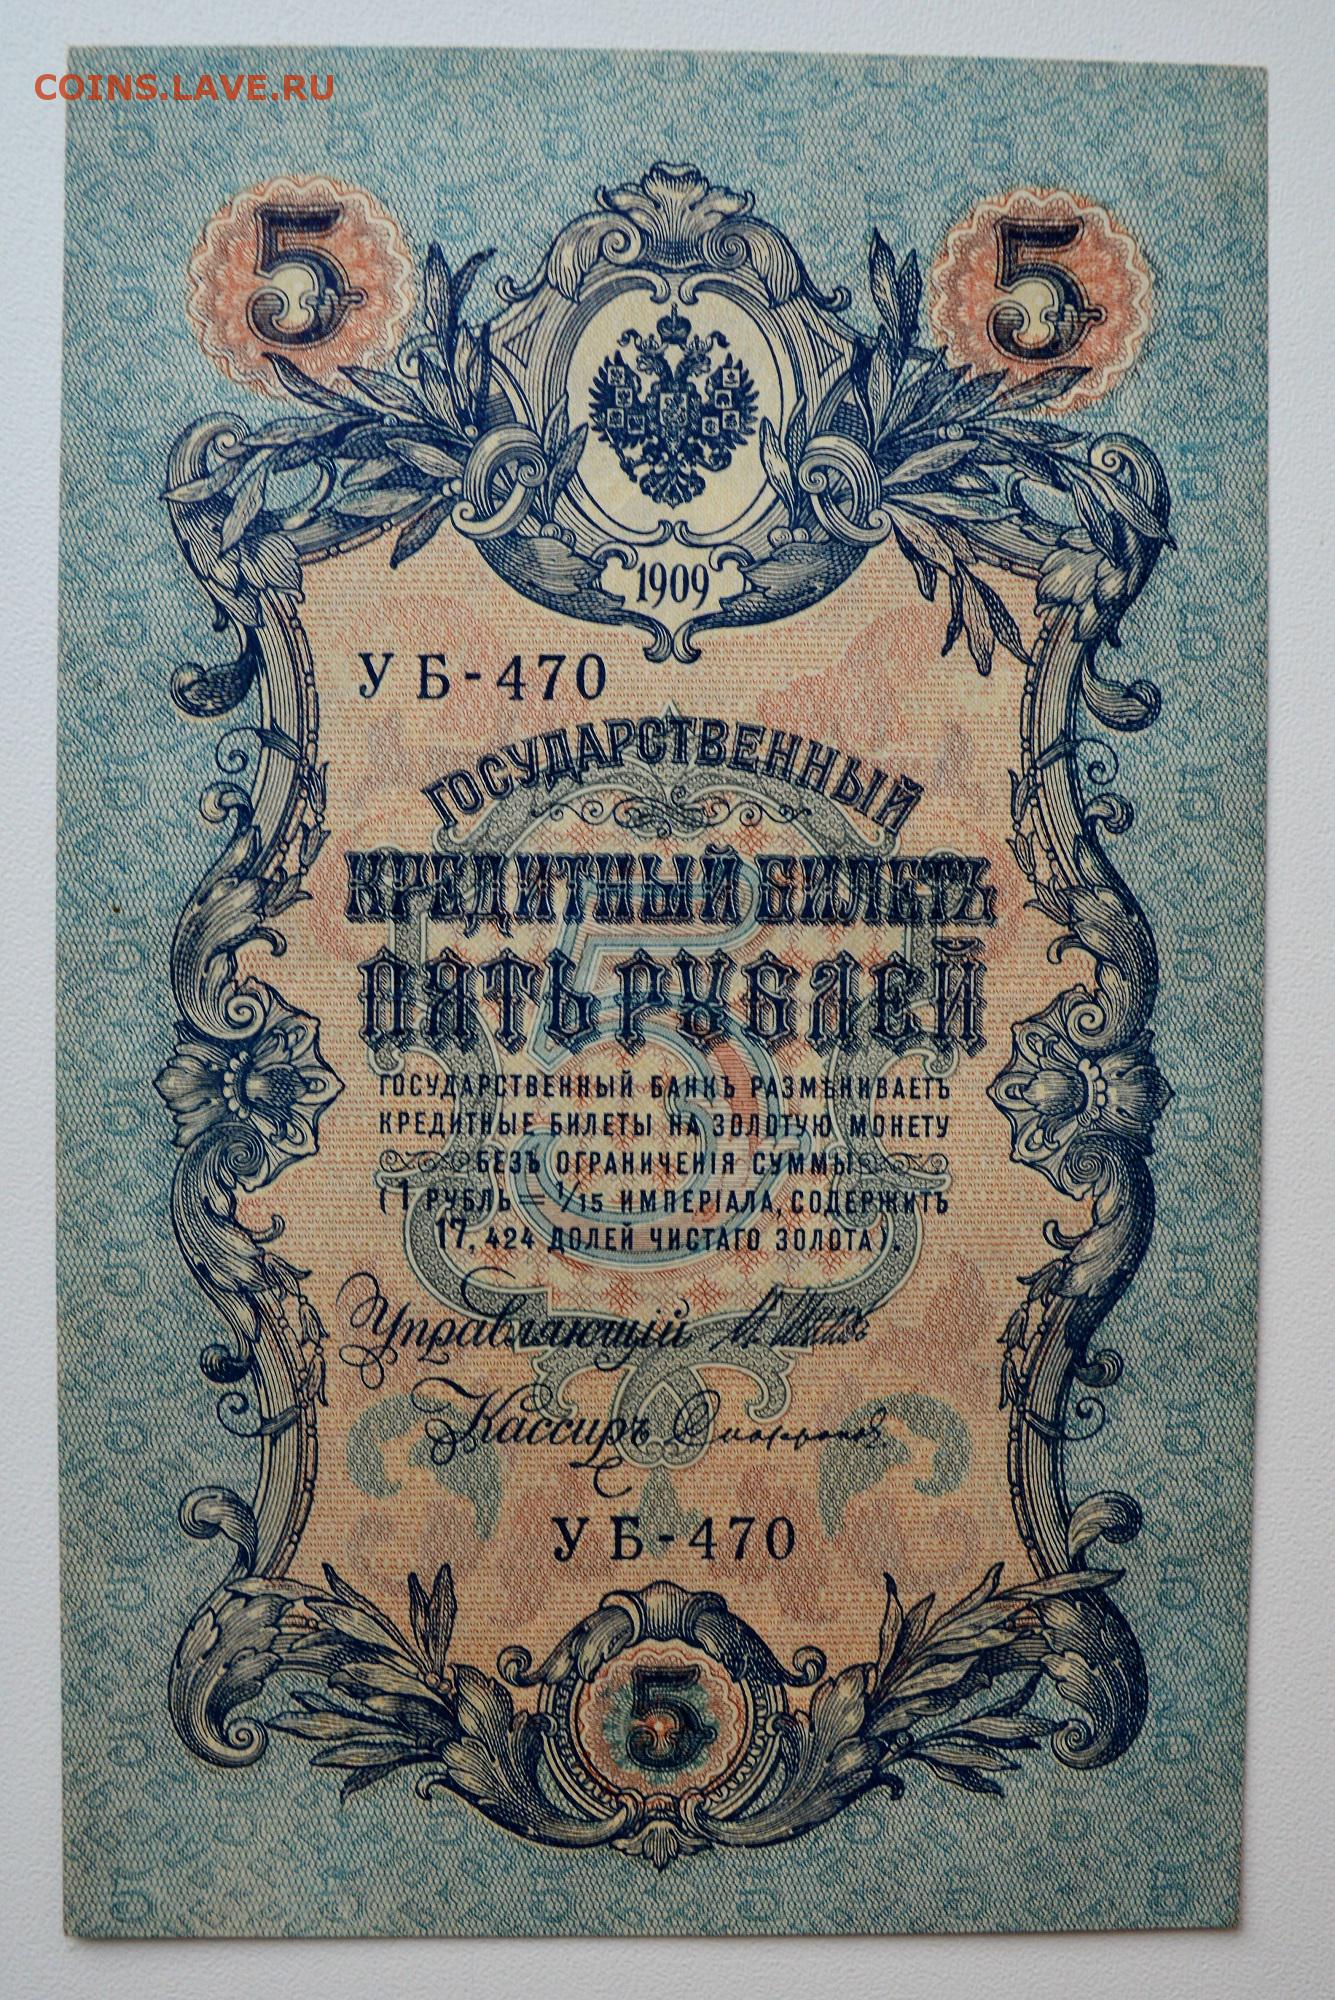 COINS.LAVE.RU
5 5
1909
УБ-470
ГОСУДАРСТВЕННЫЙ
КРЕДИТНЫЙ БИЛЕТЪ
ПЯТЬ РУБЛЕЙ
5
ГОСУДАРСТВЕННЫЙ БАНКЪ РАЗМѢНИВАЕТЪ
КРЕДИТНЫЕ БИЛЕТЫ НА ЗОЛОТУЮ МОНЕТУ
БЕЗЪ ОГРАНИЧЕНІЯ СУММЫ
(1 РУБЛЬ = 1/15 ИМПЕРІАЛА, СОДЕРЖИТЪ
17, 424 ДОЛЕЙ ЧИСТАГО ЗОЛОТА).
Управляющій И. Шиповъ
Кассиръ
УБ-470
5